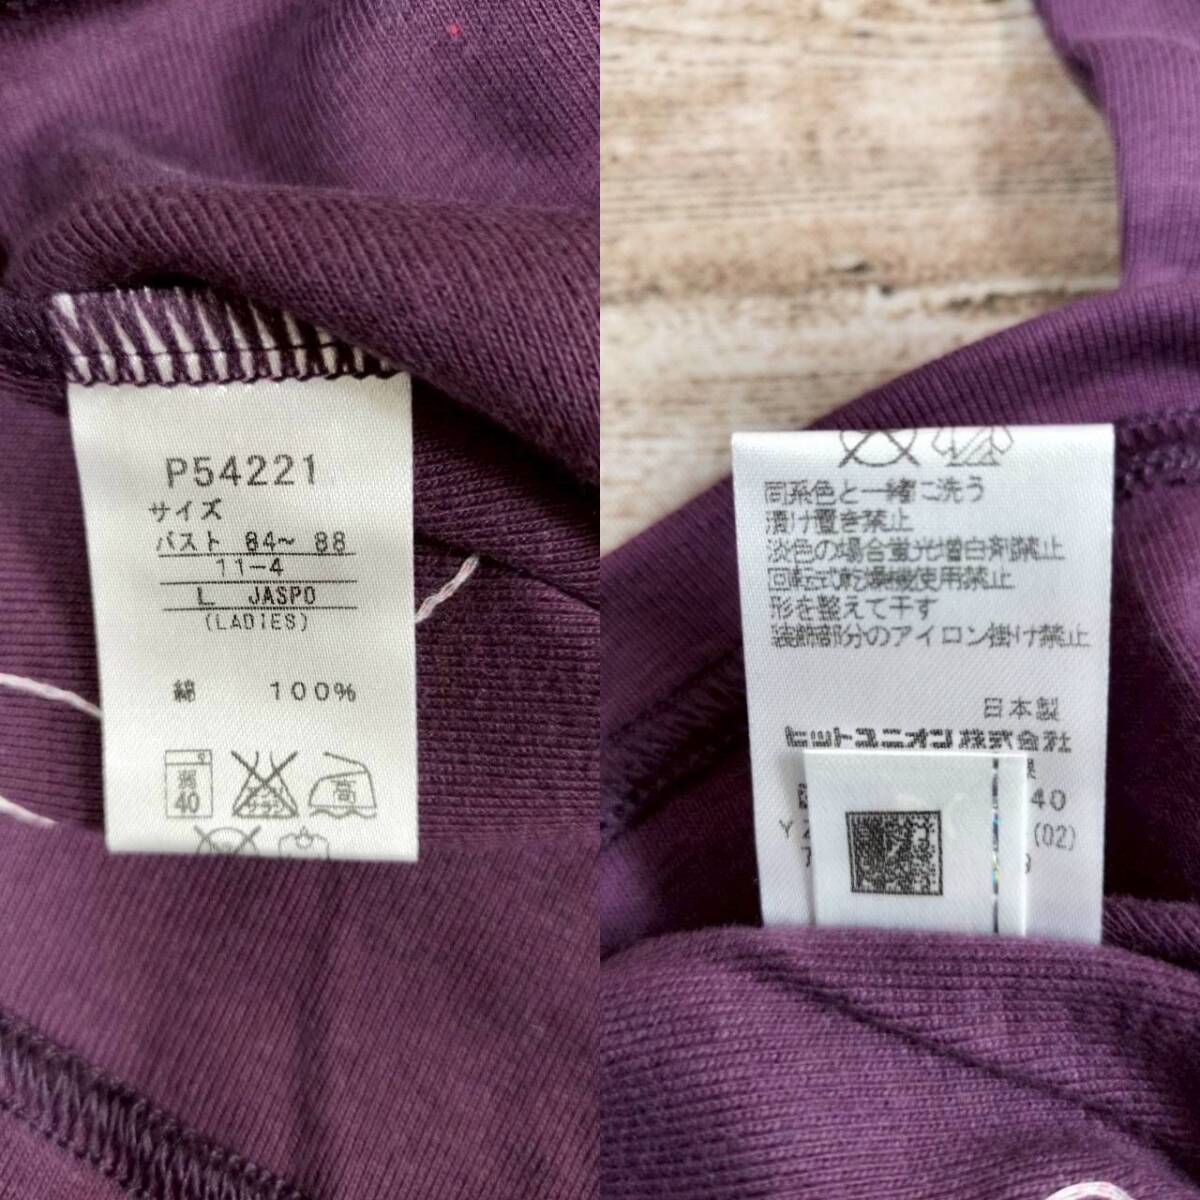 P54221
サイズ
バスト 84~ 88
11-4
L JASPO
(LADIES)
綿 100%
弱
40
高
同系色と一緒に洗う
漬け置き禁止
淡色の場合蛍光増白剤禁止
回転式乾燥機使用禁止
形を整えて干す
装飾部分のアイロン掛け禁止
日本製
ヒットユニオン株式会社
40
Y
(02)